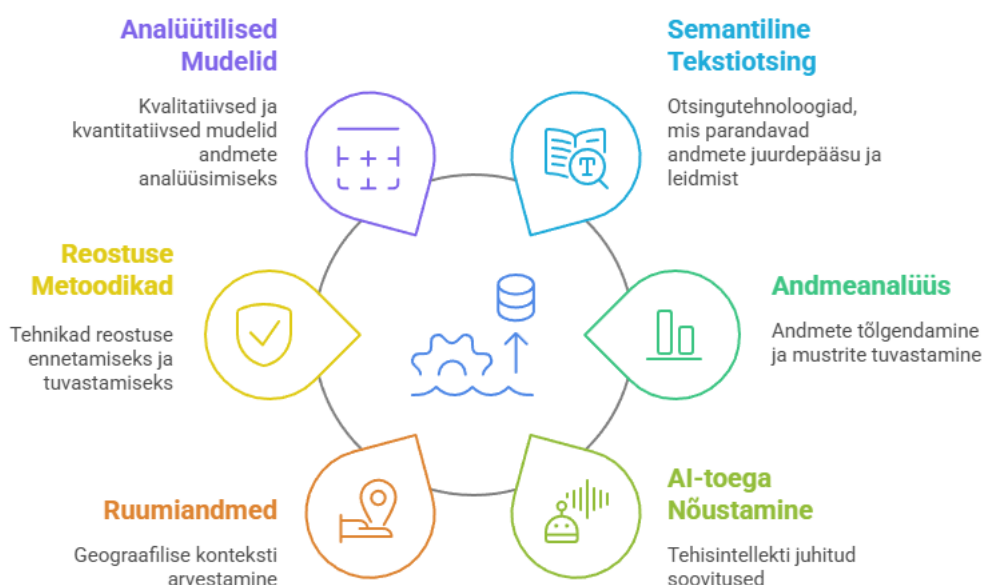 Analüütilised
Mudelid
Kvalitatiivsed ja
kvantitatiivsed mudelid
andmete
analüüsimiseks
Semantiline
Tekstiotsing
Otsingutehnoloogiad,
mis parandavad
andmete juurdepääsu ja
leidmist
T
Reostuse
Metoodikad
Tehnikad reostuse
ennetamiseks ja
tuvastamiseks
Andmeanalüüs
Andmete tõlgendamine
ja mustrite tuvastamine
Ruumiandmed
Geograafilise konteksti
arvestamine
AI-toega
Nõustamine
Tehisintellekti juhitud
soovitused